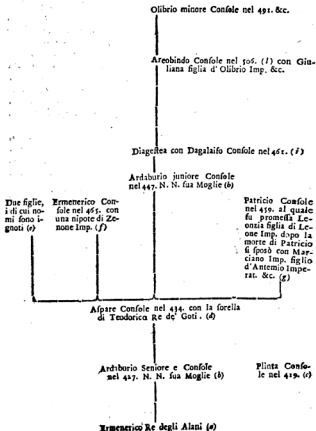 Olibrio minore Conſole nel 491. &c.
Areobindo Conſole nel 506. (l) con Giu-
liana figlia d'Olibrio Imp. &c.
Diageſtea con Dagalaifo Conſole nel 461. (i)
Ardaburio juniore Conſole
nel 447. N. N. ſua Moglie (h)
Due figlie,
i di cui no-
mi ſono i-
gnoti (e)
Ermenerico Con-
ſole nel 465. con
una nipote di Ze-
none Imp. (f)
Patricio Conſole
nel 459. al quale
fu promeſſa Le-
onzia figlia di Le-
one Imp. dopo la
morte di Patricio
ſi ſposò con Mar-
ciano Imp. figlio
d'Antemio Impe-
rat. &c. (g)
Aſpare Conſole nel 434. con la ſorella
di Teodorico Re de' Goti. (d)
Ardaburio Seniore e Conſole
nel 427. N. N. ſua Moglie (b)
Plinta Conſo-
le nel 419. (c)
Ermenerico Re degli Alani (a)